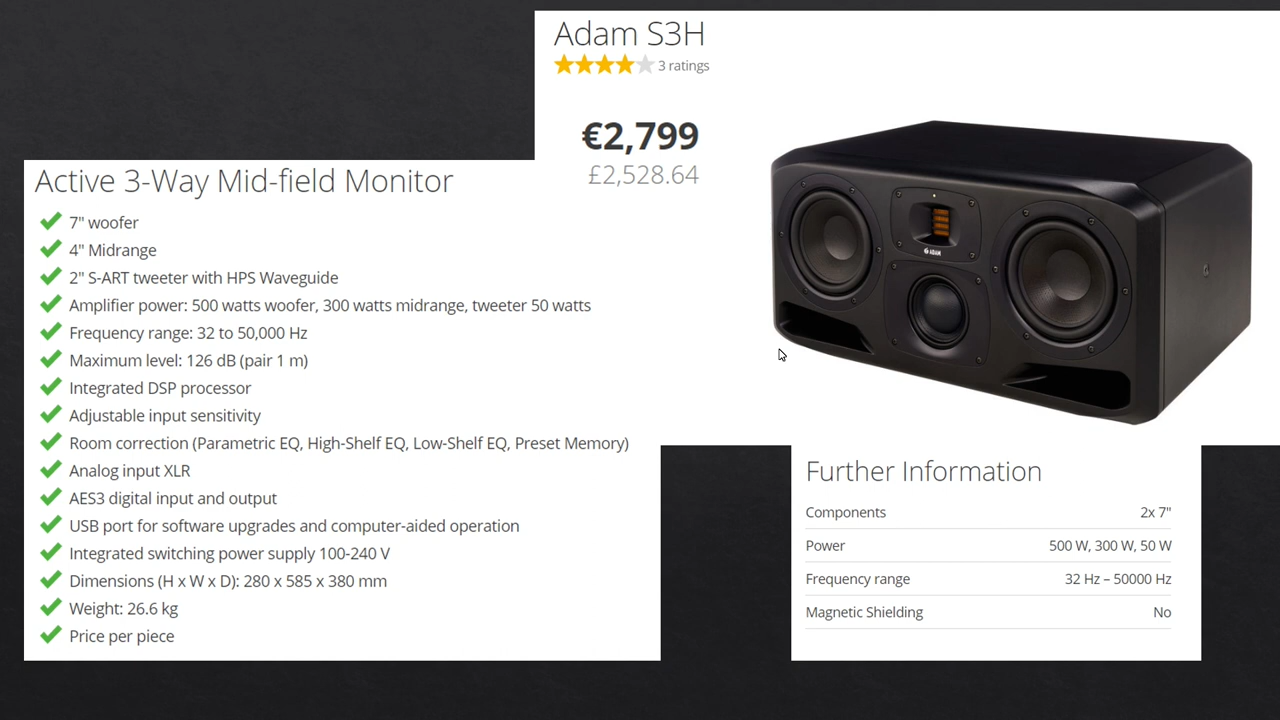 Adam S3H
3 ratings
€2,799
£2,528.64
ADAM
Active 3-Way Mid-field Monitor
7" woofer
4" Midrange
2" S-ART tweeter with HPS Waveguide
Amplifier power: 500 watts woofer, 300 watts midrange, tweeter 50 watts
Frequency range: 32 to 50,000 Hz
Maximum level: 126 dB (pair 1 m)
Integrated DSP processor
Adjustable input sensitivity
Room correction (Parametric EQ, High-Shelf EQ, Low-Shelf EQ, Preset Memory)
Analog input XLR
AES3 digital input and output
USB port for software upgrades and computer-aided operation
Integrated switching power supply 100-240 V
Dimensions (H x W x D): 280 x 585 x 380 mm
Weight: 26.6 kg
Price per piece
Further Information
Components 2x 7"
Power 500 W, 300 W, 50 W
Frequency range 32 Hz – 50000 Hz
Magnetic Shielding No